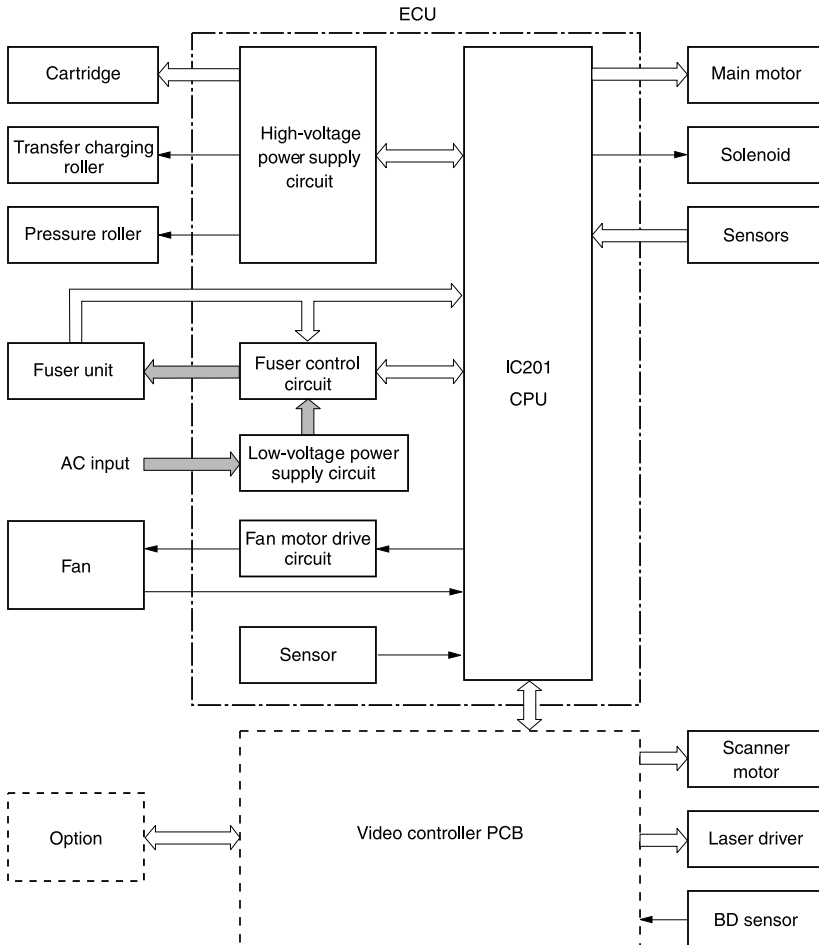 ECU
Cartridge
High-voltage
power supply
circuit
Main motor
Transfer charging
roller
Solenoid
Pressure roller
Sensors
Fuser unit
Fuser control
circuit
IC201
CPU
AC input
Low-voltage power
supply circuit
Fan
Fan motor drive
circuit
Sensor
Scanner
motor
Option
Video controller PCB
Laser driver
BD sensor